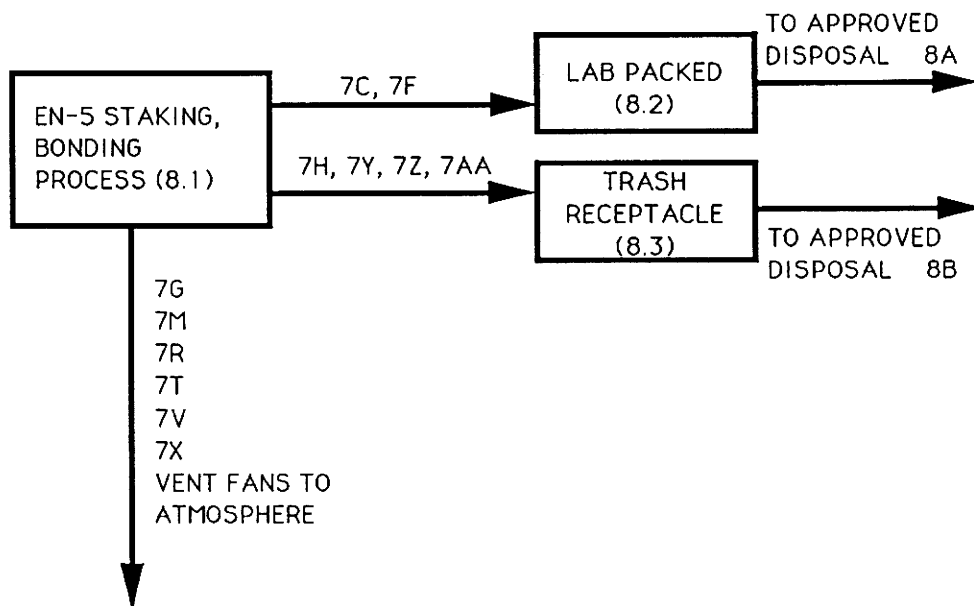 EN-5 STAKING,
BONDING
PROCESS (8.1)
7C, 7F
LAB PACKED
(8.2)
TO APPROVED
DISPOSAL 8A
7H, 7Y, 7Z, 7AA
TRASH
RECEPTACLE
(8.3)
TO APPROVED
DISPOSAL 8B
7G
7M
7R
7T
7V
7X
VENT FANS TO
ATMOSPHERE